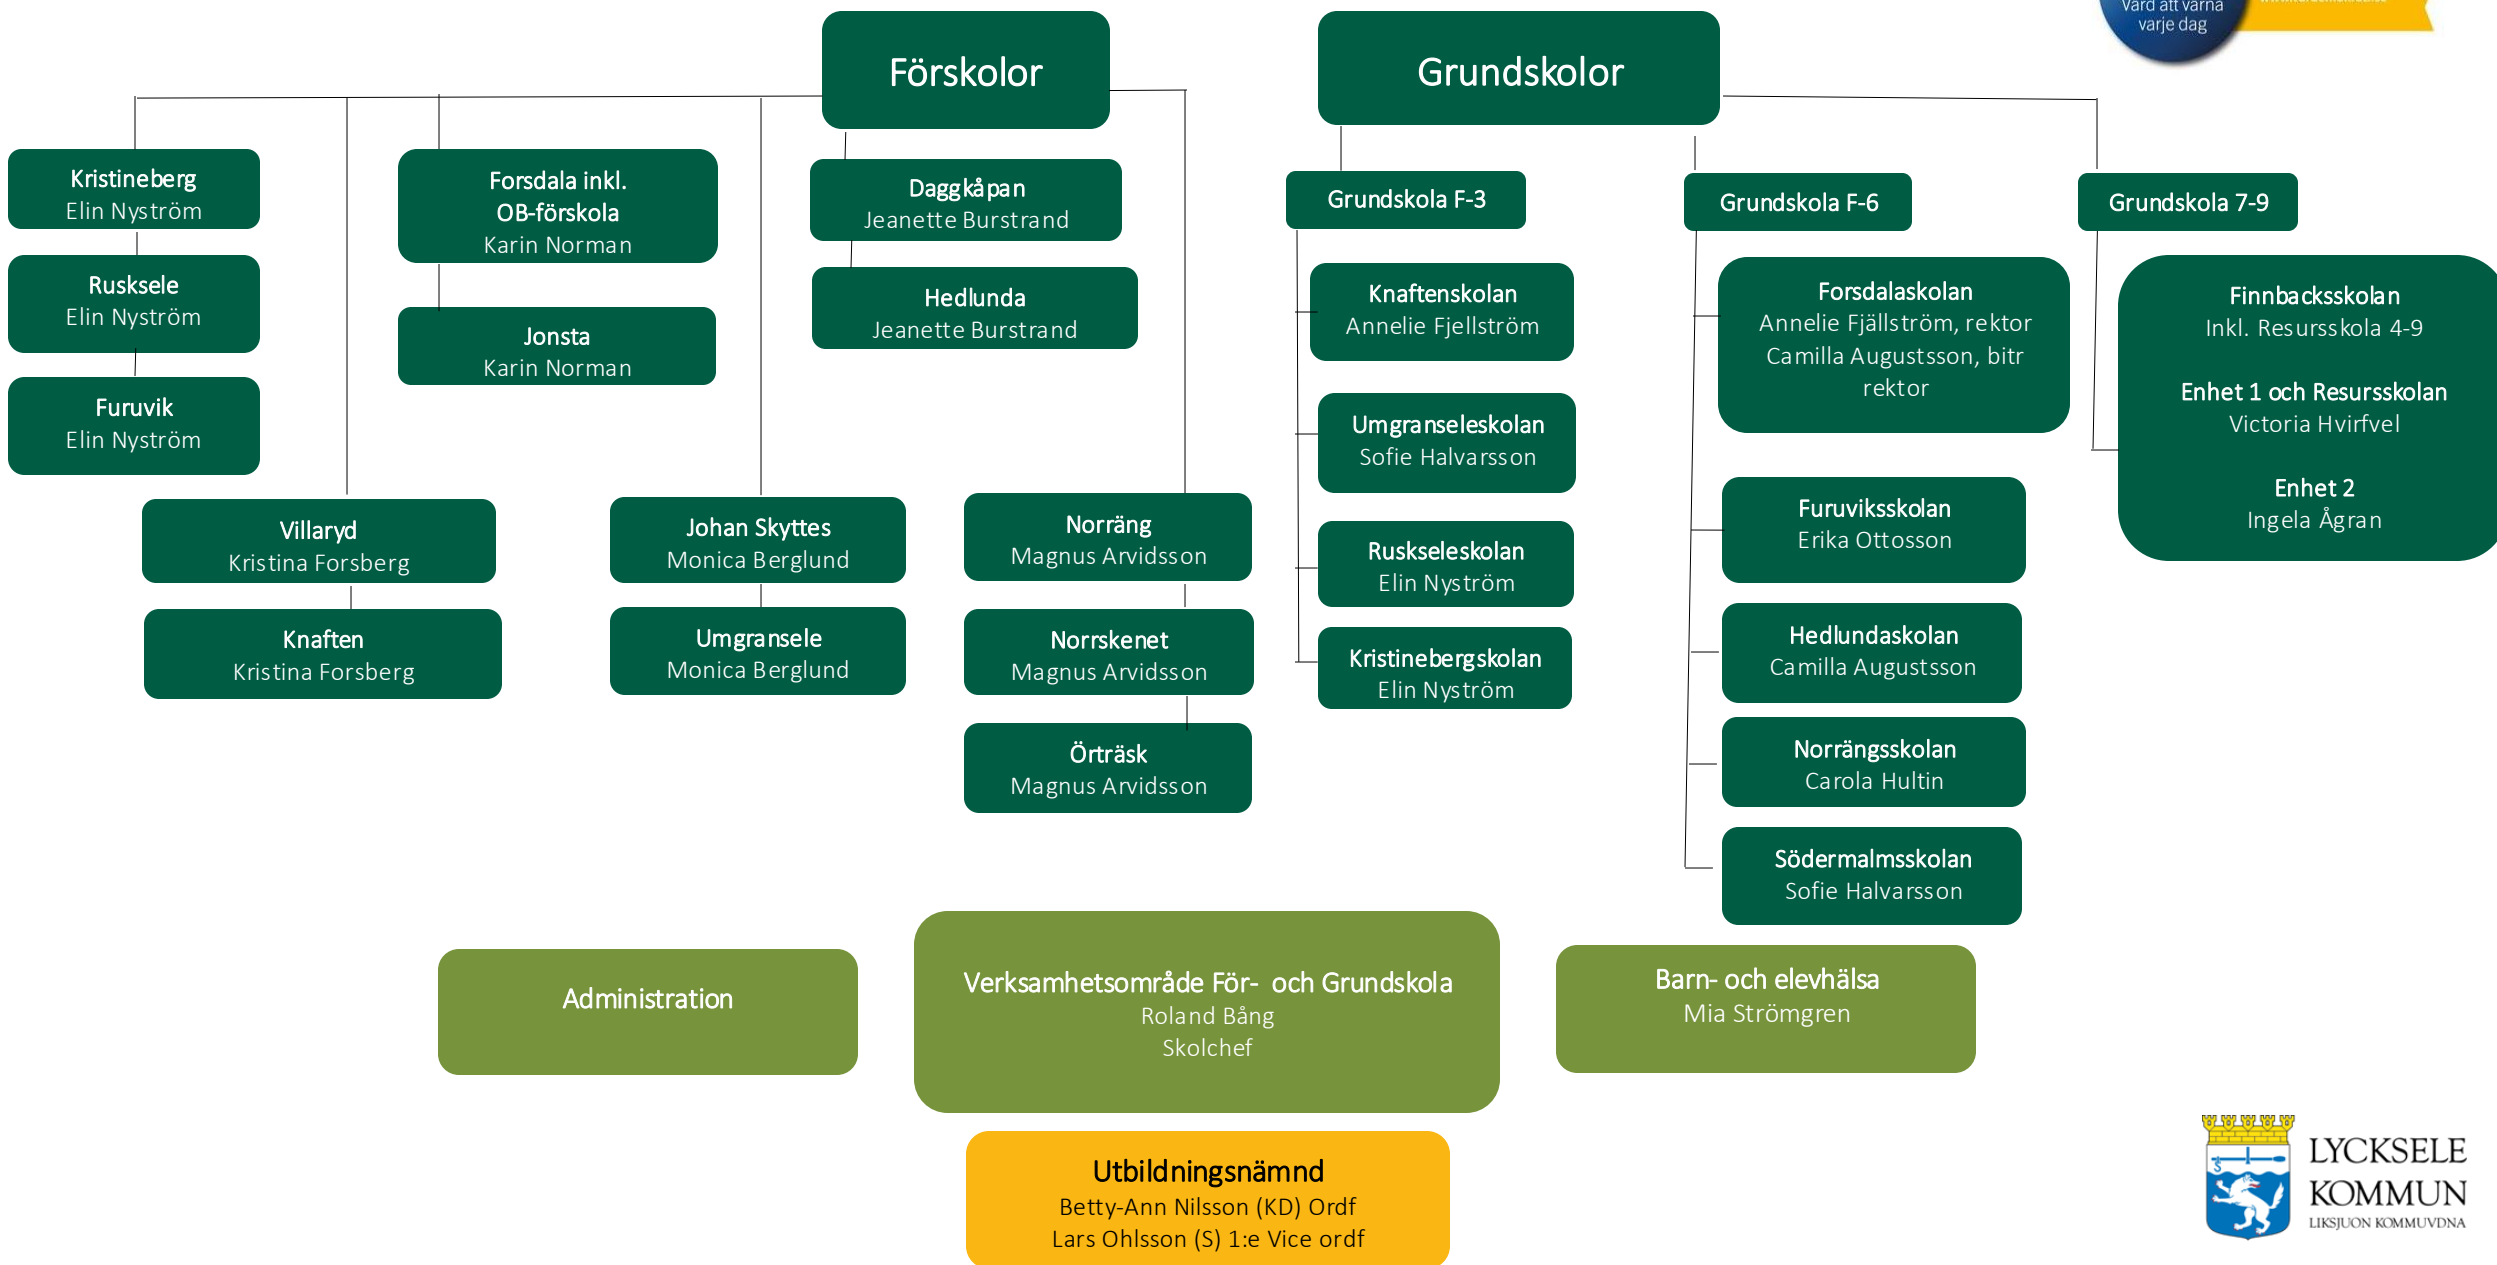 Vård att värna
varje dag
Förskolor
Grundskolor
Kristineberg
Elin Nyström
Rusksele
Elin Nyström
Furuvik
Elin Nyström
Forsdala inkl.
OB-förskola
Karin Norman
Jonsta
Karin Norman
Daggkåpan
Jeanette Burstrand
Hedlunda
Jeanette Burstrand
Villaryd
Kristina Forsberg
Knaften
Kristina Forsberg
Johan Skyttes
Monica Berglund
Umgransele
Monica Berglund
Norräng
Magnus Arvidsson
Norrskenet
Magnus Arvidsson
Örträsk
Magnus Arvidsson
Grundskola F-3
Knaftenskolan
Annelie Fjellström
Umgranseleskolan
Sofie Halvarsson
Ruskseleskolan
Elin Nyström
Kristinebergskolan
Elin Nyström
Grundskola F-6
Forsdalaskolan
Annelie Fjällström, rektor
Camilla Augustsson, bitr
rektor
Furuviksskolan
Erika Ottosson
Hedlundaskolan
Camilla Augustsson
Norrängsskolan
Carola Hultin
Södermalmsskolan
Sofie Halvarsson
Grundskola 7-9
Finnbacksskolan
Inkl. Resursskola 4-9
Enhet 1 och Resursskolan
Victoria Hvirfvel
Enhet 2
Ingela Ågran
Administration
Verksamhetsområde För- och Grundskola
Roland Bång
Skolchef
Barn- och elevhälsa
Mia Strömgren
Utbildningsnämnd
Betty-Ann Nilsson (KD) Ordf
Lars Ohlsson (S) 1:e Vice ordf
LYCKSELE
KOMMUN
LIKSJUON KOMMUVDNA